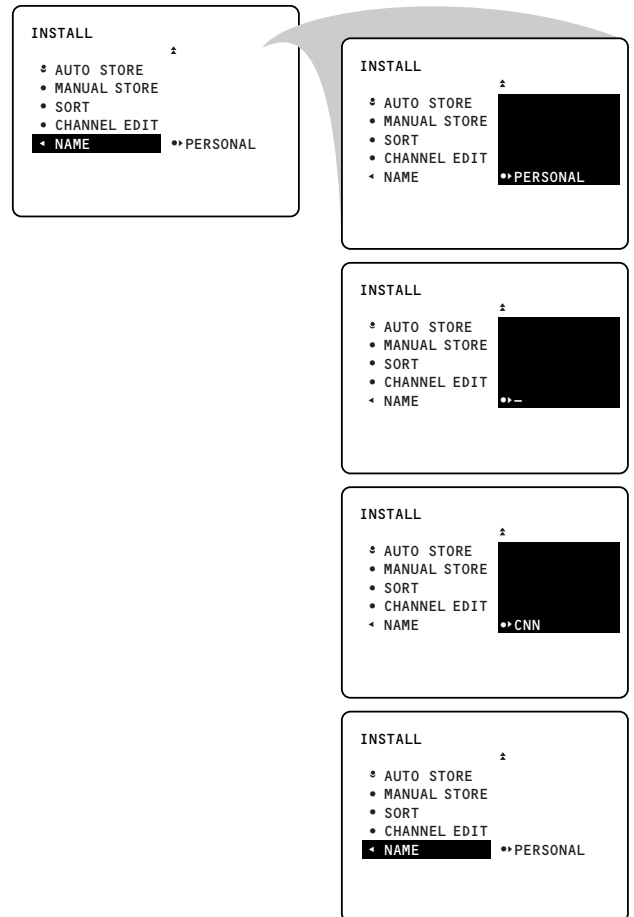 INSTALL
AUTO STORE
MANUAL STORE
SORT
CHANNEL EDIT
NAME PERSONAL
INSTALL
AUTO STORE
MANUAL STORE
SORT
CHANNEL EDIT
NAME PERSONAL
INSTALL
AUTO STORE
MANUAL STORE
SORT
CHANNEL EDIT
NAME –
INSTALL
AUTO STORE
MANUAL STORE
SORT
CHANNEL EDIT
NAME CNN
INSTALL
AUTO STORE
MANUAL STORE
SORT
CHANNEL EDIT
NAME PERSONAL